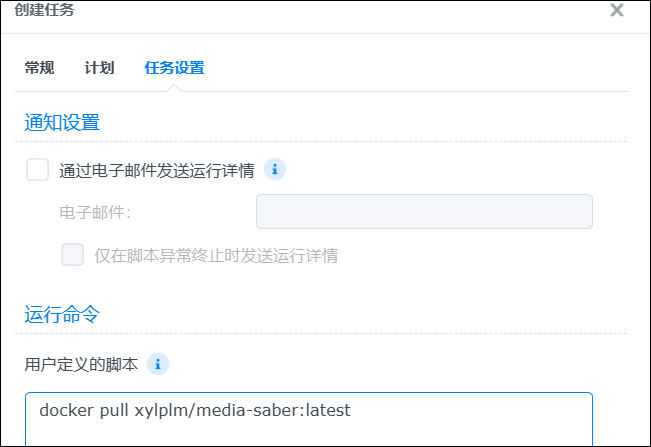 创建任务
常规 计划 任务设置
通知设置
通过电子邮件发送运行详情
电子邮件:
仅在脚本异常终止时发送运行详情
运行命令
用户定义的脚本
docker pull xylplm/media-saber:latest